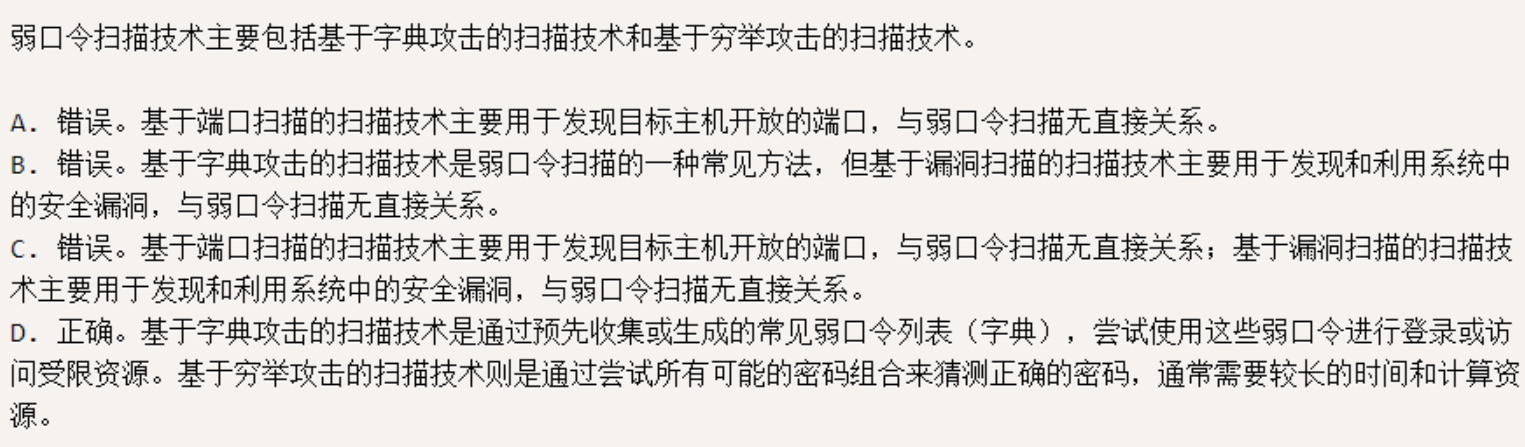 弱口令扫描技术主要包括基于字典攻击的扫描技术和基于穷举攻击的扫描技术。
A. 错误。基于端口扫描的扫描技术主要用于发现目标主机开放的端口，与弱口令扫描无直接关系。
B. 错误。基于字典攻击的扫描技术是弱口令扫描的一种常见方法，但基于漏洞扫描的扫描技术主要用于发现和利用系统中
的安全漏洞，与弱口令扫描无直接关系。
C. 错误。基于端口扫描的扫描技术主要用于发现目标主机开放的端口，与弱口令扫描无直接关系；基于漏洞扫描的扫描技
术主要用于发现和利用系统中的安全漏洞，与弱口令扫描无直接关系。
D. 正确。基于字典攻击的扫描技术是通过预先收集或生成的常见弱口令列表（字典），尝试使用这些弱口令进行登录或访
问受限资源。基于穷举攻击的扫描技术则是通过尝试所有可能的密码组合来猜测正确的密码，通常需要较长的时间和计算资
源。